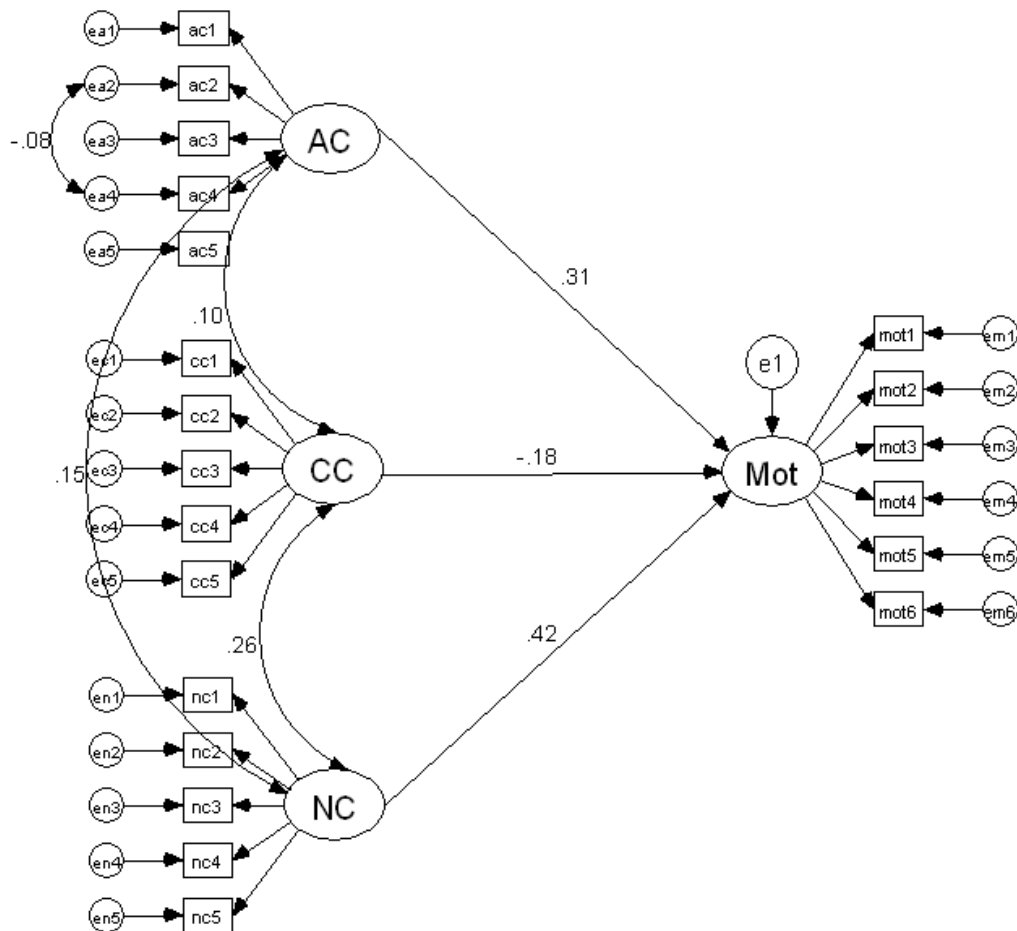 ea1
ac1
ea2
ac2
-.08
ea3
ac3
AC
ea4
ac4
ea5
ac5
.31
.10
ec1
cc1
e1
mot1
em1
ec2
cc2
mot2
em2
.15
ec3
cc3
CC
-.18
Mot
mot3
em3
ec4
cc4
mot4
em4
ec5
cc5
mot5
em5
mot6
em6
.26
.42
en1
nc1
en2
nc2
en3
nc3
NC
en4
nc4
en5
nc5